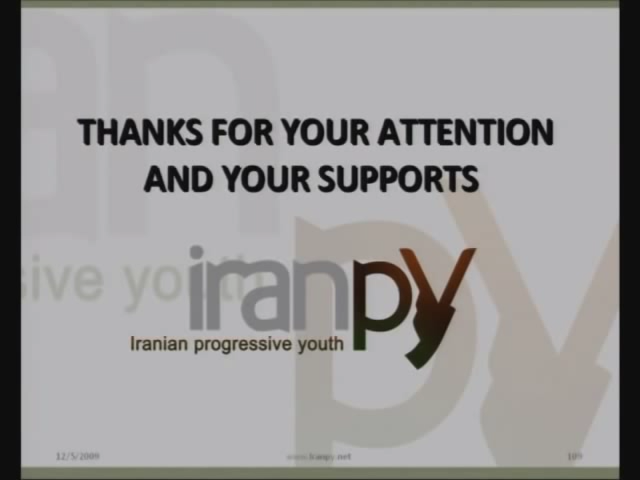 THANKS FOR YOUR ATTENTION
AND YOUR SUPPORTS
iranpy
Iranian progressive youth
12/5/2009
www.iranpy.net
109